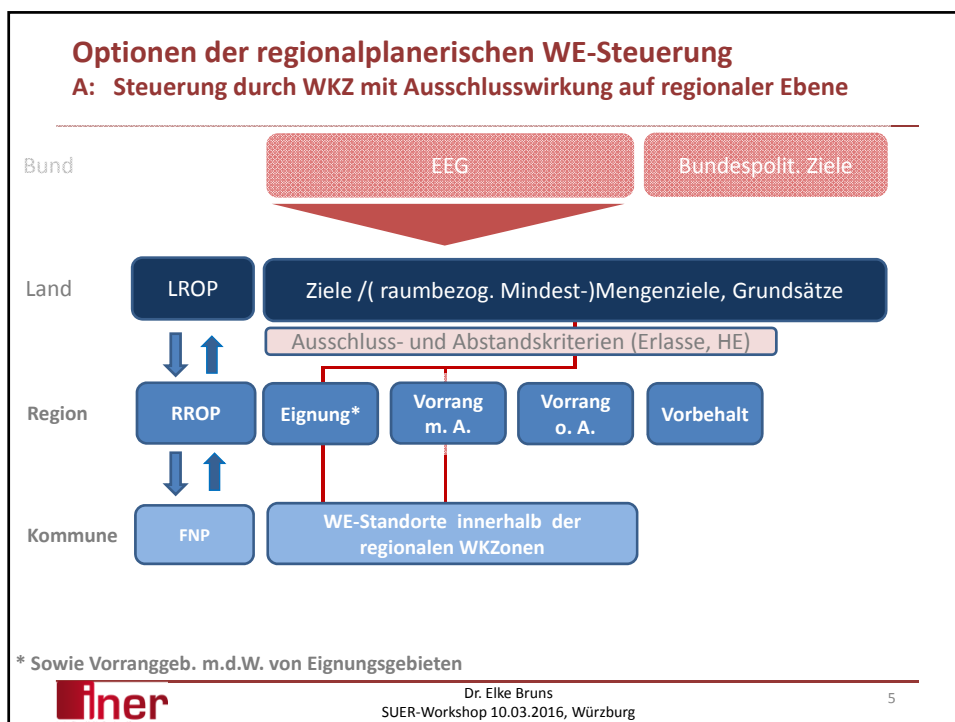 Optionen der regionalplanerischen WE-Steuerung
A: Steuerung durch WKZ mit Ausschlusswirkung auf regionaler Ebene
Bund
EEG
Bundespolit. Ziele
Land
LROP
Ziele /( raumbezog. Mindest-)Mengenziele, Grundsätze
Ausschluss- und Abstandskriterien (Erlasse, HE)
Region
RROP
Eignung*
Vorrang
m. A.
Vorrang
o. A.
Vorbehalt
Kommune
FNP
WE-Standorte innerhalb der
regionalen WKZonen
* Sowie Vorranggeb. m.d.W. von Eignungsgebieten
iner
Dr. Elke Bruns
SUER-Workshop 10.03.2016, Würzburg
5